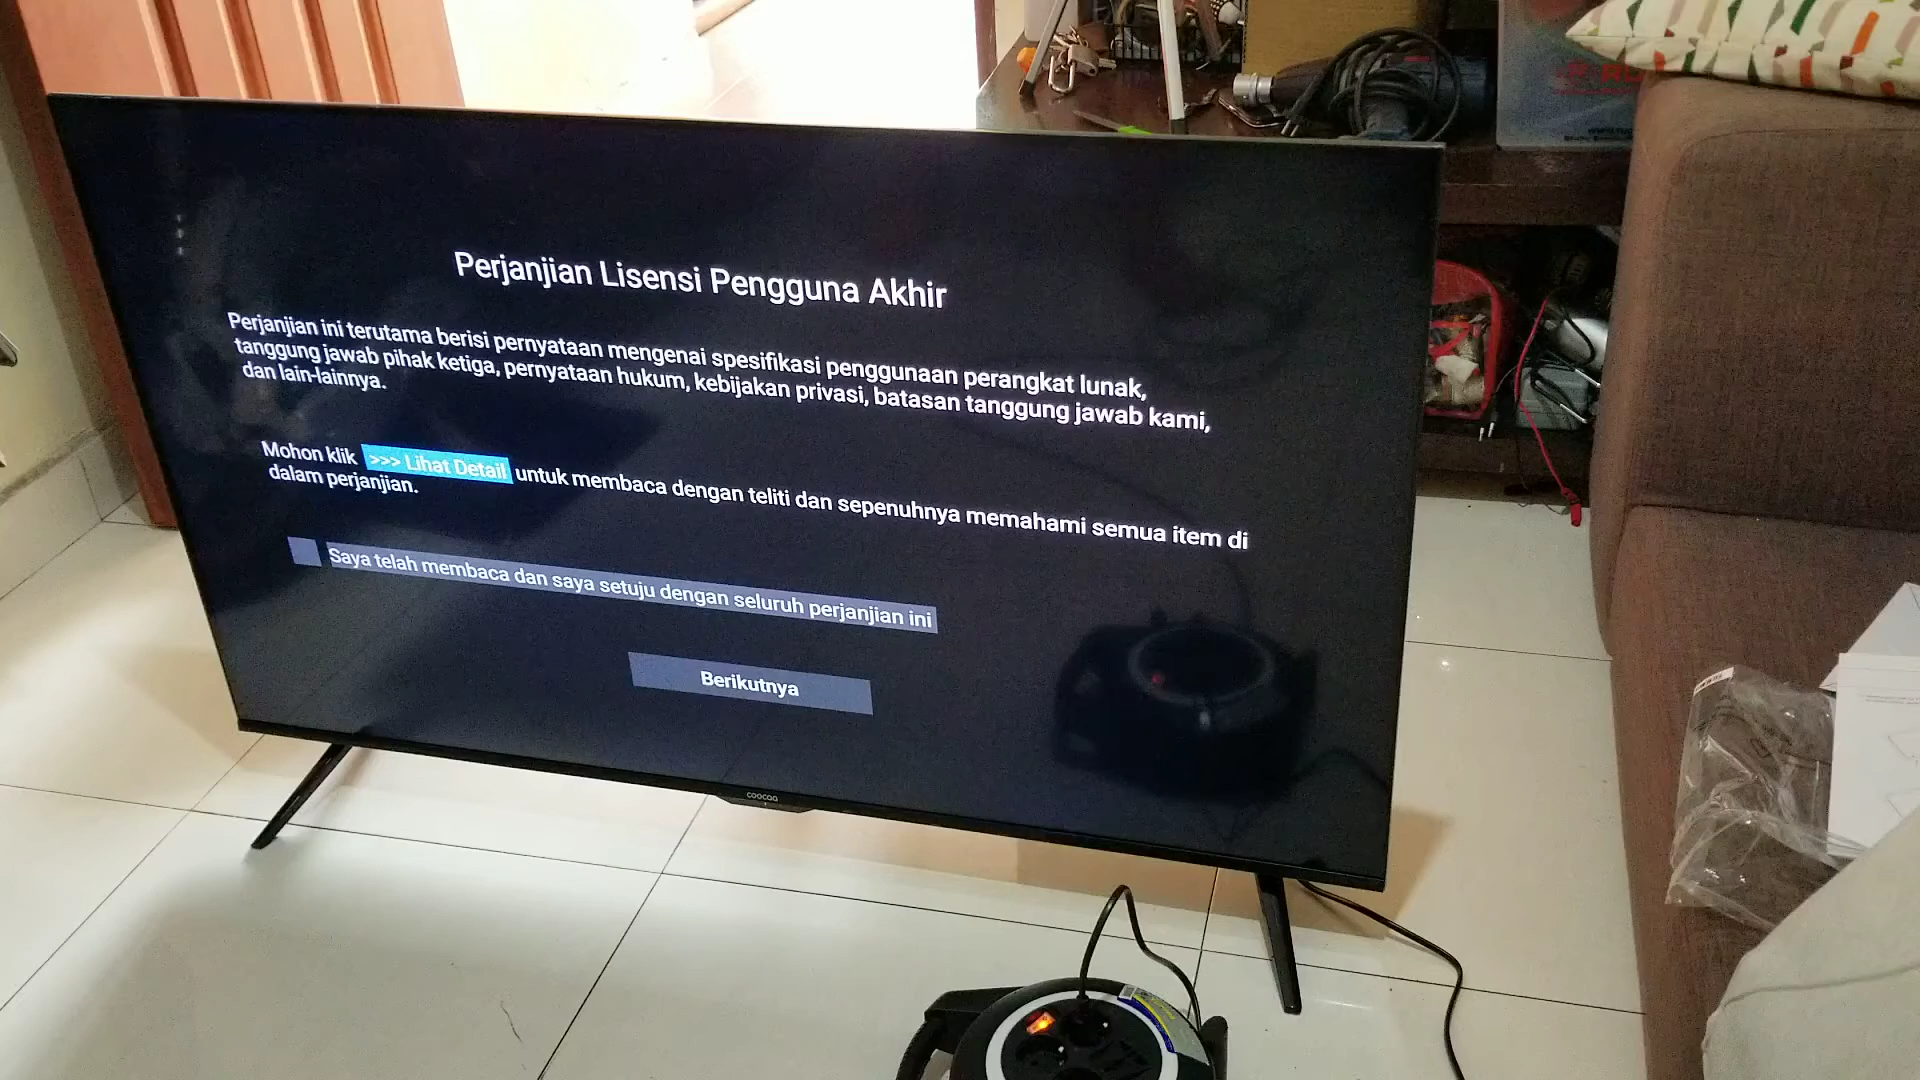 Perjanjian Lisensi Pengguna Akhir
Perjanjian ini terutama berisi pernyataan mengenai spesifikasi penggunaan perangkat lunak,
tanggung jawab pihak ketiga, pernyataan hukum, kebijakan privasi, batasan tanggung jawab kami,
dan lain-lainnya.
Mohon klik >>> Lihat Detail untuk membaca dengan teliti dan sepenuhnya memahami semua item di
dalam perjanjian.
Saya telah membaca dan saya setuju dengan seluruh perjanjian ini
Berikutnya
coocaa